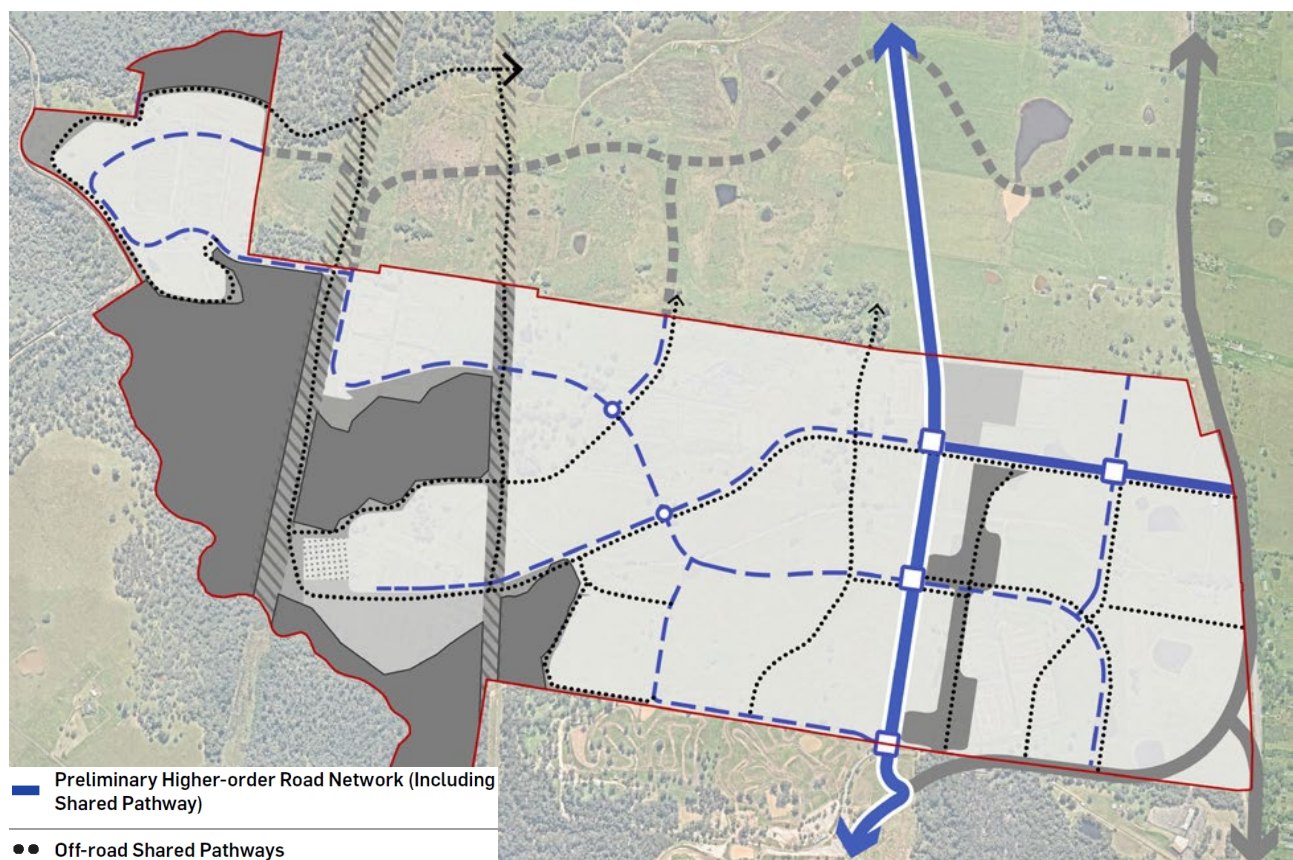 Preliminary Higher-order Road Network (Including
Shared Pathway)
Off-road Shared Pathways